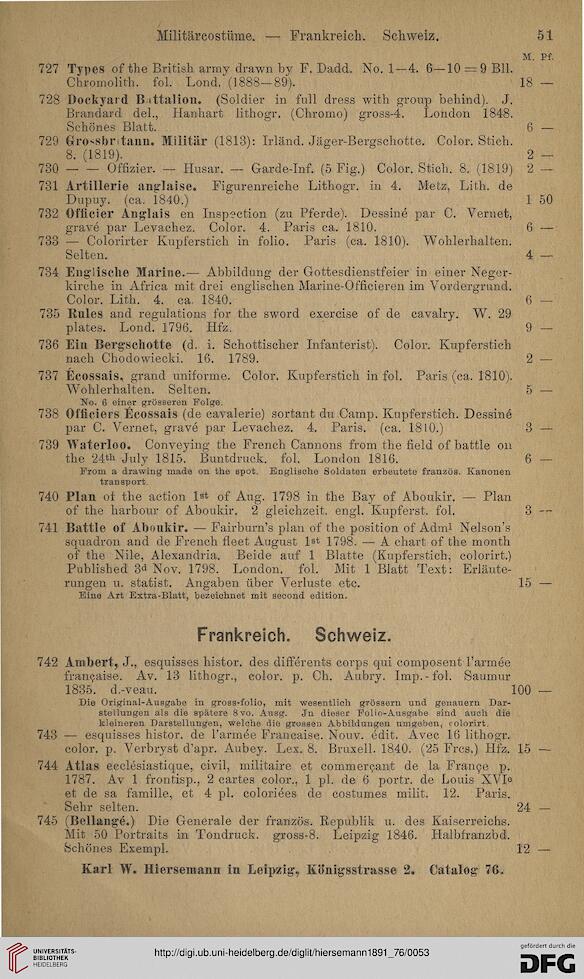 Militärcostüme. — Frankreich. Schweiz. 51
M. Pf.
727 Types of the British army drawn by F. Dadd. No. 1—4. 6—10 = 9 Bll.
Chromolith. fol. Lond. (1888—89). 18 —
728 Dockyard Battalion. (Soldier in full dress with group behind). J.
Brandard del., Hanhart lithogr. (Chromo) gross-4. London 1848.
Schönes Blatt. 6 —
729 Grossbritann. Militär (1813): Irländ. Jäger-Bergschotte. Color. Stich.
8. (1819). 2 —
730 — — Offizier. — Husar. — Garde-Inf. (5 Fig.) Color. Stich. 8. (1819) 2 —
731 Artillerie anglaise. Figurenreiche Lithogr. in 4. Metz, Lith. de
Dupuy. (ca. 1840.) 1 50
732 Officier Anglais en Inspection (zu Pferde). Dessiné par C. Vernet,
gravé par Levachez. Color. 4. Paris ca. 1810. 6 —
733 — Colorirter Kupferstich in folio. Paris (ca. 1810). Wohlerhalten.
Selten. 4 —
734 Englische Marine.— Abbildung der Gottesdienstfeier in einer Neger-
kirche in Africa mit drei englischen Marine-Officieren im Vordergrund.
Color. Lith. 4. ca. 1840. 6 —
735 Rules and regulations for the sword exercise of de cavalry. W. 29
plates. Lond. 1796. Hfz. 9 —
736 Ein Bergschotte (d. i. Schottischer Infanterist). Color. Kupferstich
nach Chodowiecki. 16. 1789. 2 —
737 Écossais, grand uniforme. Color. Kupferstich in fol. Paris (ca. 1810).
Wohlerhalten. Selten. 5 —
No. 6 einer grösseren Folge.
738 Officiers Écossais (de cavalerie) sortant du Camp. Kupferstich. Dessiné
par C. Vernet, gravé par Levachez. 4. Paris. (ca. 1810.) 3 —
739 Waterloo. Conveying the French Cannons from the field of battle on
the 24th July 1815. Buntdruck. fol. London 1816. 6 —
From a drawing made on the spot. Englische Soldaten erbeutete französ. Kanonen
transport.
740 Plan of the action 1st of Aug. 1798 in the Bay of Aboukir. — Plan
of the harbour of Aboukir. 2 gleichzeit. engl. Kupferst. fol. 3 —
741 Battle of Aboukir. — Fairburn's plan of the position of Adml Nelson's
squadron and de French fleet August 1st 1798. — A chart of the month
of the Nile, Alexandria. Beide auf 1 Blatte (Kupferstich, colorirt.)
Published 3d Nov. 1798. London. fol. Mit 1 Blatt Text: Erläute-
rungen u. statist. Angaben über Verluste etc. 15 —
Eine Art Extra-Blatt, bezeichnet mit second edition.
Frankreich. Schweiz.
742 Ambert, J., esquisses histor. des différents corps qui composent l'armée
française. Av. 13 lithogr., color. p. Ch. Aubry. Imp.-fol. Saumur
1835. d.-veau. 100 —
Die Original-Ausgabe in gross-folio, mit wesentlich grössern und genauern Dar-
stellungen als die spätere 8vo. Ausg. Jn dieser Folio-Ausgabe sind auch die
kleineren Darstellungen, welche die grossen Abbildungen umgeben, colorirt.
743 — esquisses histor. de l'armée Francaise. Nouv. édit. Avec 16 lithogr.
color. p. Verbryst d'apr. Aubey. Lex. 8. Bruxell. 1840. (25 Frcs.) Hfz. 15 —
744 Atlas ecclésiastique, civil, militaire et commerçant de la France p.
1787. Av 1 frontisp., 2 cartes color., 1 pl. de 6 portr. de Louis XVIe
et de sa famille, et 4 pl. coloriées de costumes milit. 12. Paris.
Sehr selten. 24 —
745 (Bellangé.) Die Generale der französ. Republik u. des Kaiserreichs.
Mit 50 Portraits in Tondruck. gross-8. Leipzig 1846. Halbfranzbd.
Schönes Exempl. 12 —
Karl W. Hiersemann in Leipzig, Königsstrasse 2. Catalog 76.
UNIVERSITÄTS-
BIBLIOTHEK
HEIDELBERG
http://digi.ub.uni-heidelberg.de/diglit/hiersemann1891_76/0053
gefördert durch die
DFG